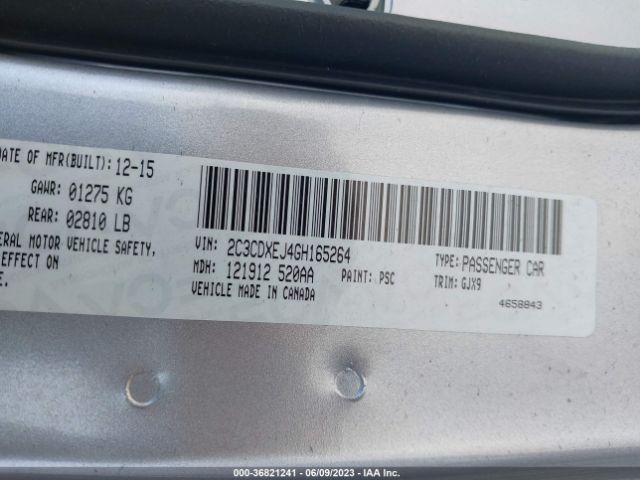 DATE OF MFR(BUILT): 12-15
GAWR: 01275 KG
REAR: 02810 LB
ERAL MOTOR VEHICLE SAFETY,
EFFECT ON
E.
VIN: 2C3CDXEJ4GH165264
TYPE: PASSENGER CAR
MDH: 121912 520AA PAINT: PSC TRIM: GJX9
VEHICLE MADE IN CANADA
4658843
000-36821241 - 06/09/2023 - IAA Inc.